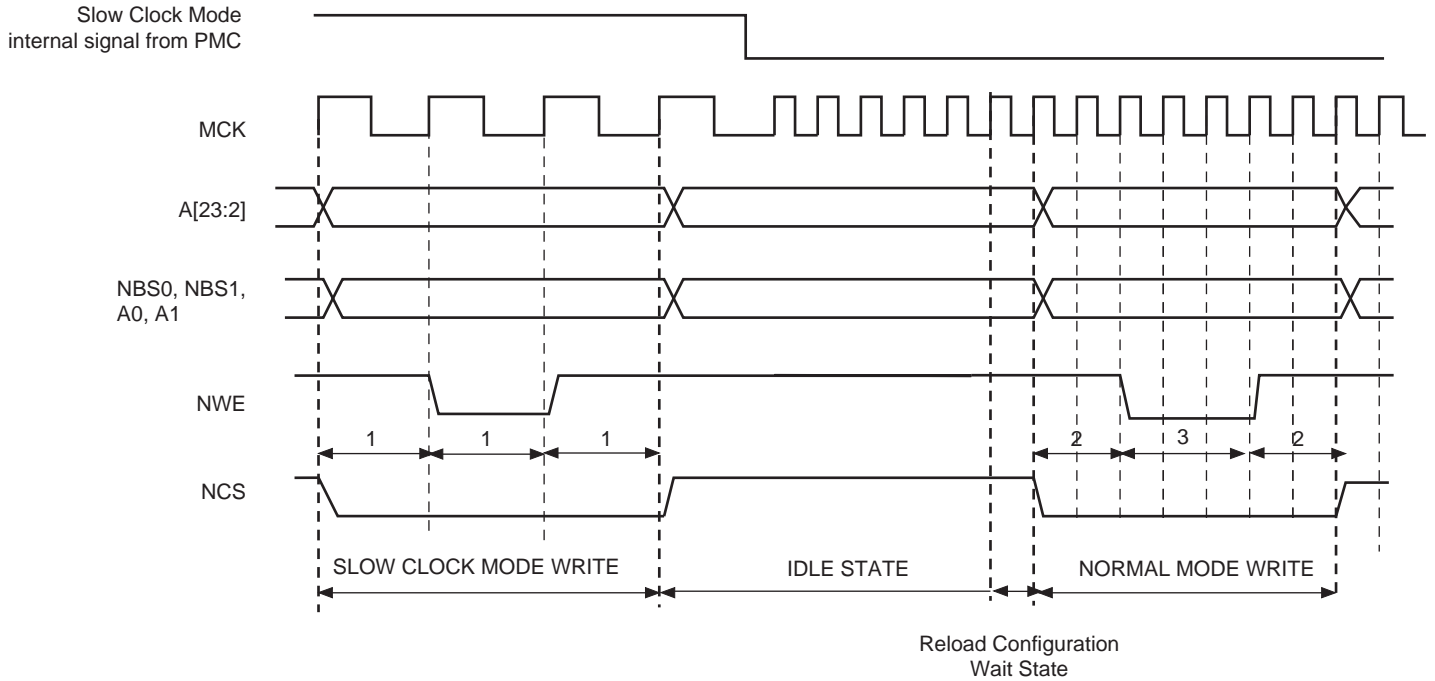 Slow Clock Mode
internal signal from PMC
MCK
A[23:2]
NBS0, NBS1,
A0, A1
NWE
1 1 1 2 3 2
NCS
SLOW CLOCK MODE WRITE IDLE STATE NORMAL MODE WRITE
Reload Configuration
Wait State